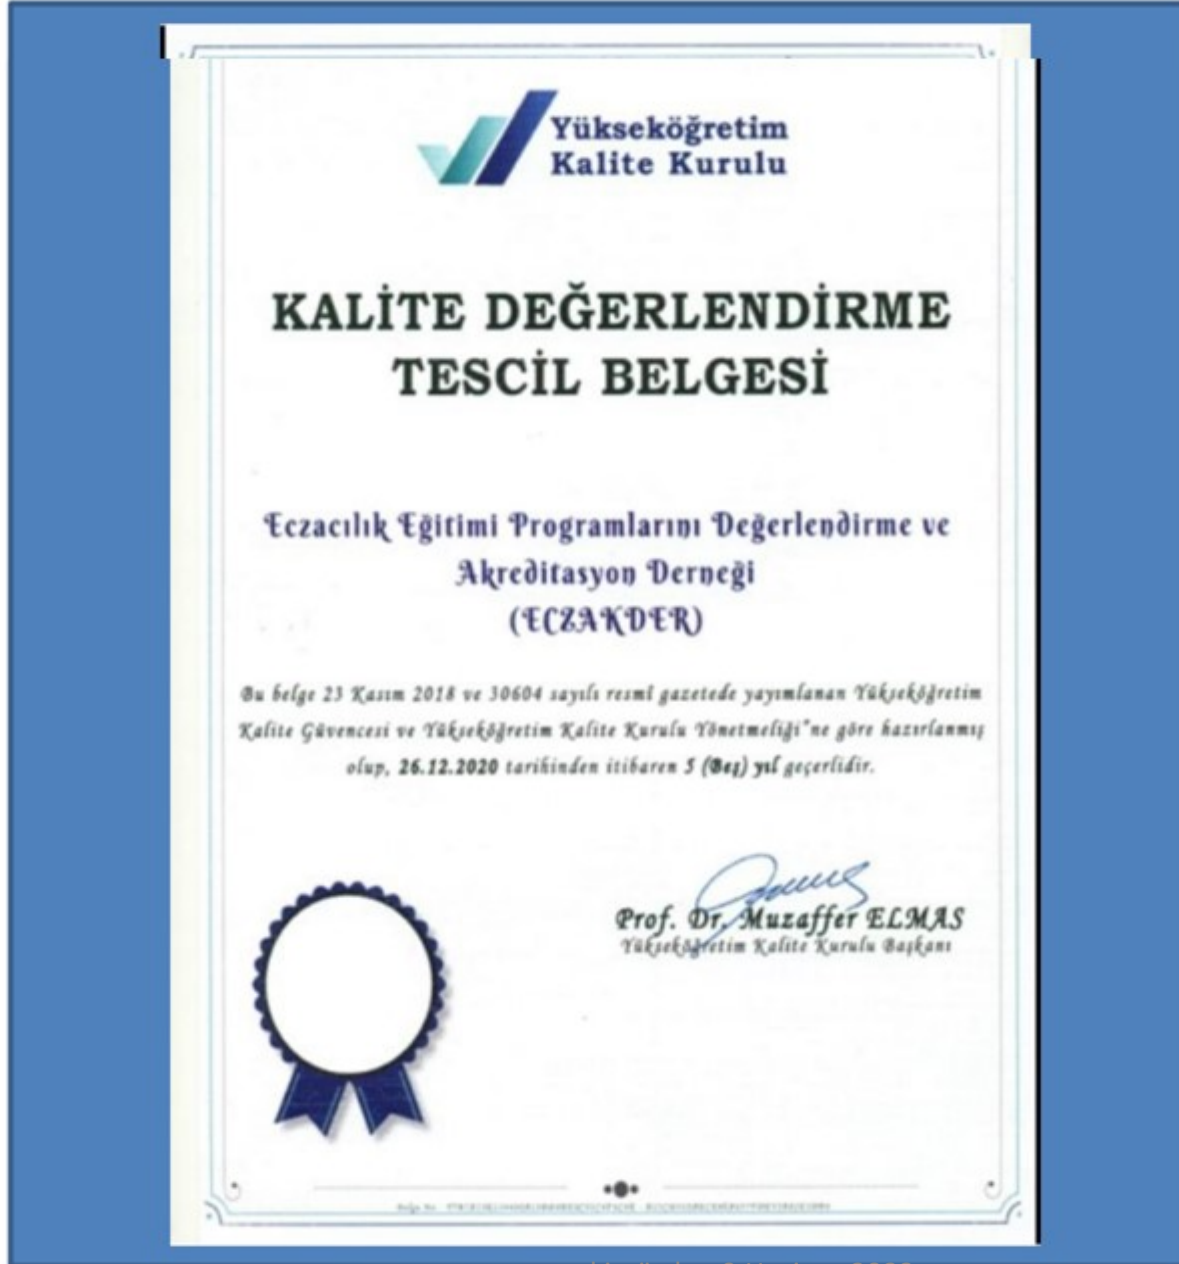 Yükseköğretim
Kalite Kurulu
KALİTE DEĞERLENDİRME
TESCİL BELGESİ
Eczacılık Eğitimi Programlarını Değerlendirme ve
Akreditasyon Derneği
(ECZAKDER)
Bu belge 23 Kasım 2018 ve 30604 sayılı resmî gazetede yayımlanan Yükseköğretim
Kalite Güvencesi ve Yükseköğretim Kalite Kurulu Yönetmeliği"ne göre hazırlanmış
olup, 26.12.2020 tarihinden itibaren 5 (Beş) yıl geçerlidir.
Prof. Dr. Muzaffer ELMAS
Yükseköğretim Kalite Kurulu Başkanı
Belge No